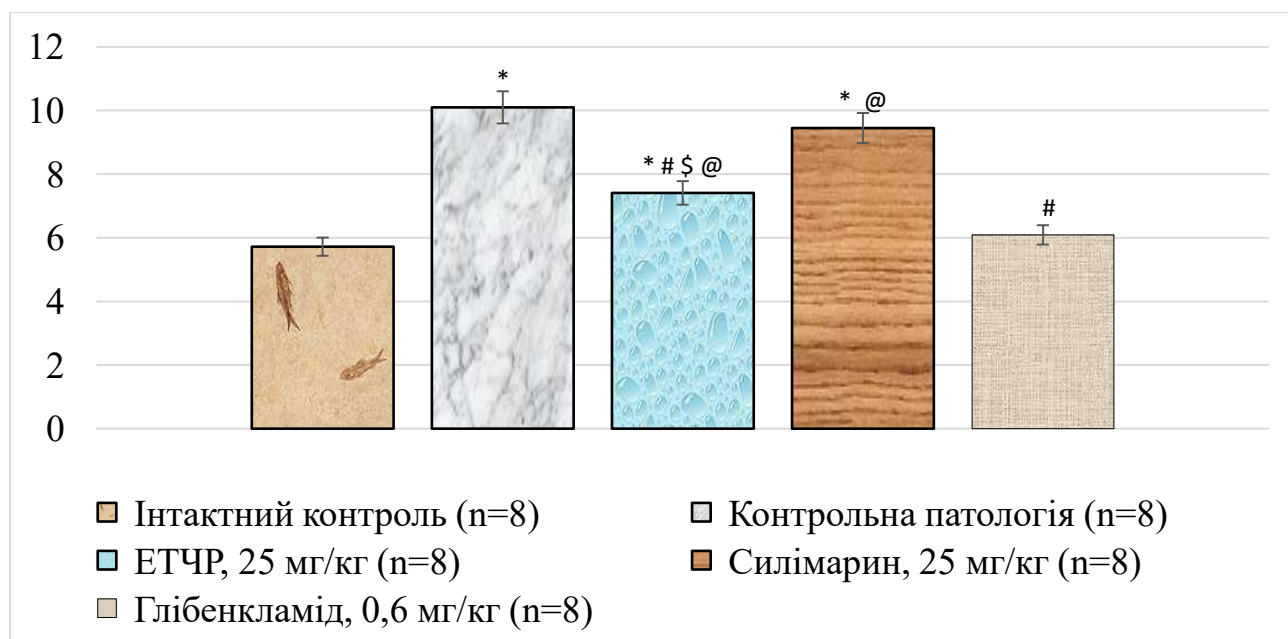 12
*
10
* @
8
* # $ @
#
6
4
2
0
Інтактний контроль (n=8)
Контрольна патологія (n=8)
ЕТЧР, 25 мг/кг (n=8)
Силімарин, 25 мг/кг (n=8)
Глібенкламід, 0,6 мг/кг (n=8)